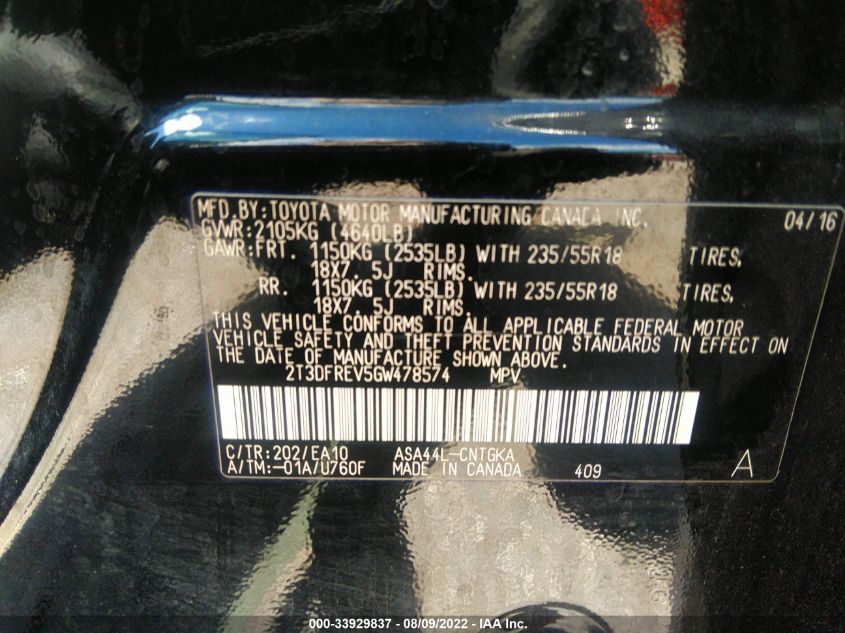 MFD.BY:TOYOTA MOTOR MANUFACTURING CANADA INC. 04/16
GVWR:2105KG (4640LB)
GAWR:FRT. 1150KG (2535LB) WITH 235/55R18 TIRES,
18X7.5J RIMS.
RR. 1150KG (2535LB) WITH 235/55R18 TIRES,
18X7.5J RIMS.
THIS VEHICLE CONFORMS TO ALL APPLICABLE FEDERAL MOTOR
VEHICLE SAFETY AND THEFT PREVENTION STANDARDS IN EFFECT ON
THE DATE OF MANUFACTURE SHOWN ABOVE.
2T3DFREV5GW478574 MPV
C/TR:202/EA10 ASA44L-CNTGKA
A/TM:-01A/U760F MADE IN CANADA 409 A
000-33929837 - 08/09/2022 - IAA Inc.